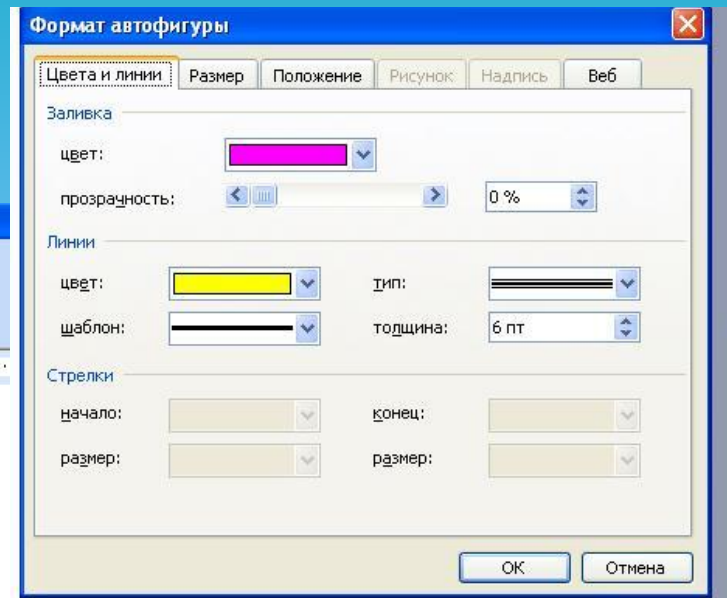 Формат автофигуры
Цвета и линии Размер Положение Рисунок Надпись Веб
Заливка
цвет:
прозрачность: 0 %
Линии
цвет: тип:
шаблон: толщина: 6 пт
Стрелки
начало: конец:
размер: размер:
ОК Отмена